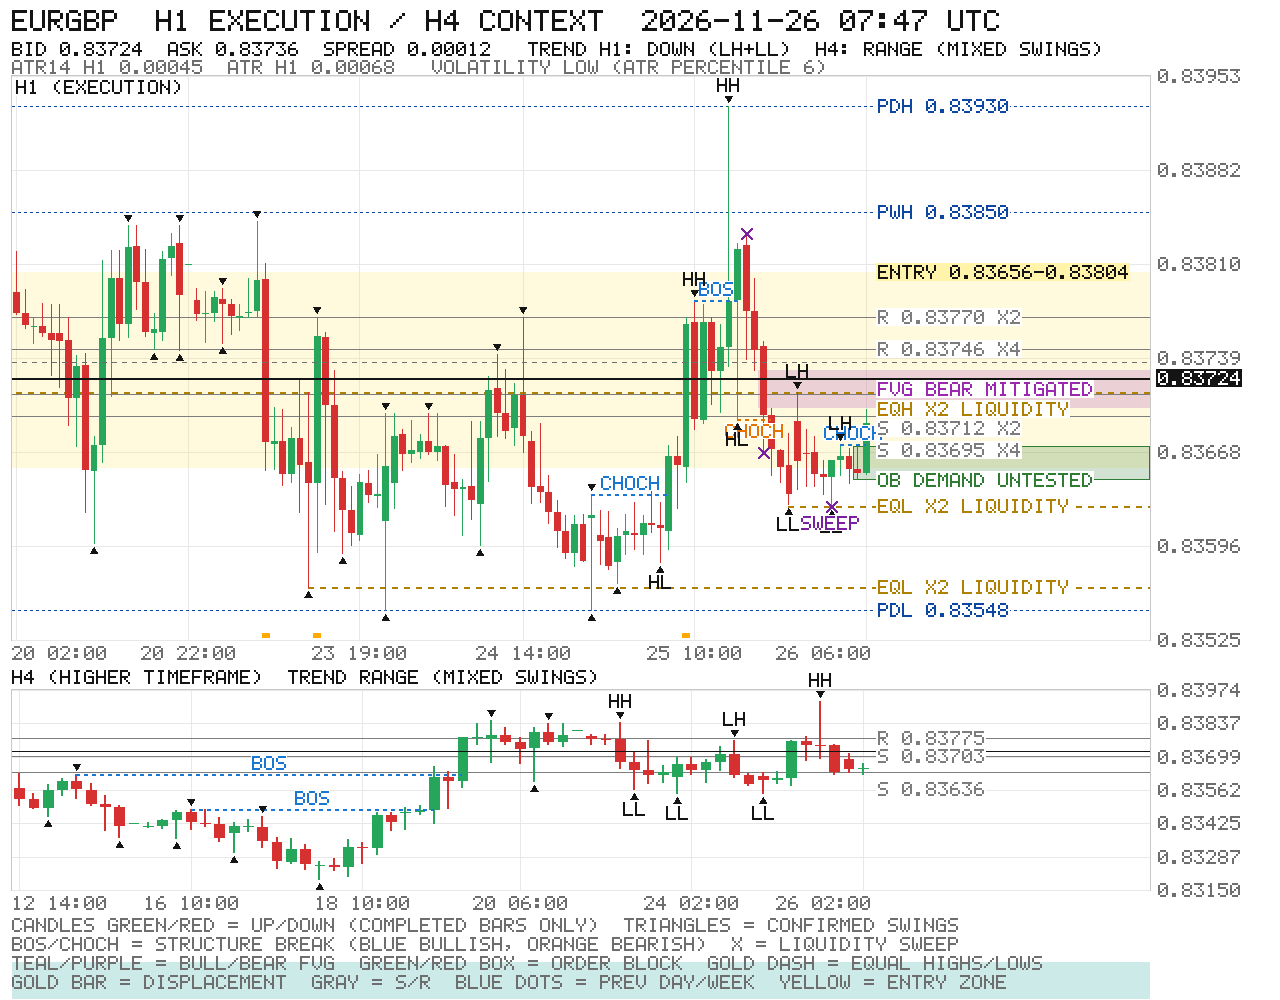 EURGBP  H1 EXECUTION / H4 CONTEXT  2026-11-26 07:47 UTC
BID 0.83724  ASK 0.83736  SPREAD 0.00012   TREND H1: DOWN (LH+LL)  H4: RANGE (MIXED SWINGS)
ATR14 H1 0.00045  ATR H1 0.00068   VOLATILITY LOW (ATR PERCENTILE 6)
H1 (EXECUTION)
0.83953
HH
PDH 0.83930
0.83882
PWH 0.83850
0.83810
ENTRY 0.83656-0.83804
HH
BOS
R 0.83770 X2
R 0.83746 X4
0.83739
LH
0.83724
FVG BEAR MITIGATED
EQH X2 LIQUIDITY
LH
S 0.83712 X2
CHOCH
HL
CHOCH
S 0.83695 X4
0.83668
CHOCH
OB DEMAND UNTESTED
EQL X2 LIQUIDITY
LL
SWEEP
0.83596
HL
EQL X2 LIQUIDITY
PDL 0.83548
0.83525
20 02:00  20 22:00  23 19:00  24 14:00  25 10:00  26 06:00
H4 (HIGHER TIMEFRAME)  TREND RANGE (MIXED SWINGS)
HH
0.83974
HH
LH
0.83837
R 0.83775
S 0.83703
0.83699
BOS
S 0.83636
0.83562
BOS
LL
LL
LL
0.83425
0.83287
0.83150
12 14:00  16 10:00  18 10:00  20 06:00  24 02:00  26 02:00
CANDLES GREEN/RED = UP/DOWN (COMPLETED BARS ONLY)  TRIANGLES = CONFIRMED SWINGS
BOS/CHOCH = STRUCTURE BREAK (BLUE BULLISH, ORANGE BEARISH)  X = LIQUIDITY SWEEP
TEAL/PURPLE = BULL/BEAR FVG  GREEN/RED BOX = ORDER BLOCK  GOLD DASH = EQUAL HIGHS/LOWS
GOLD BAR = DISPLACEMENT  GRAY = S/R  BLUE DOTS = PREV DAY/WEEK  YELLOW = ENTRY ZONE